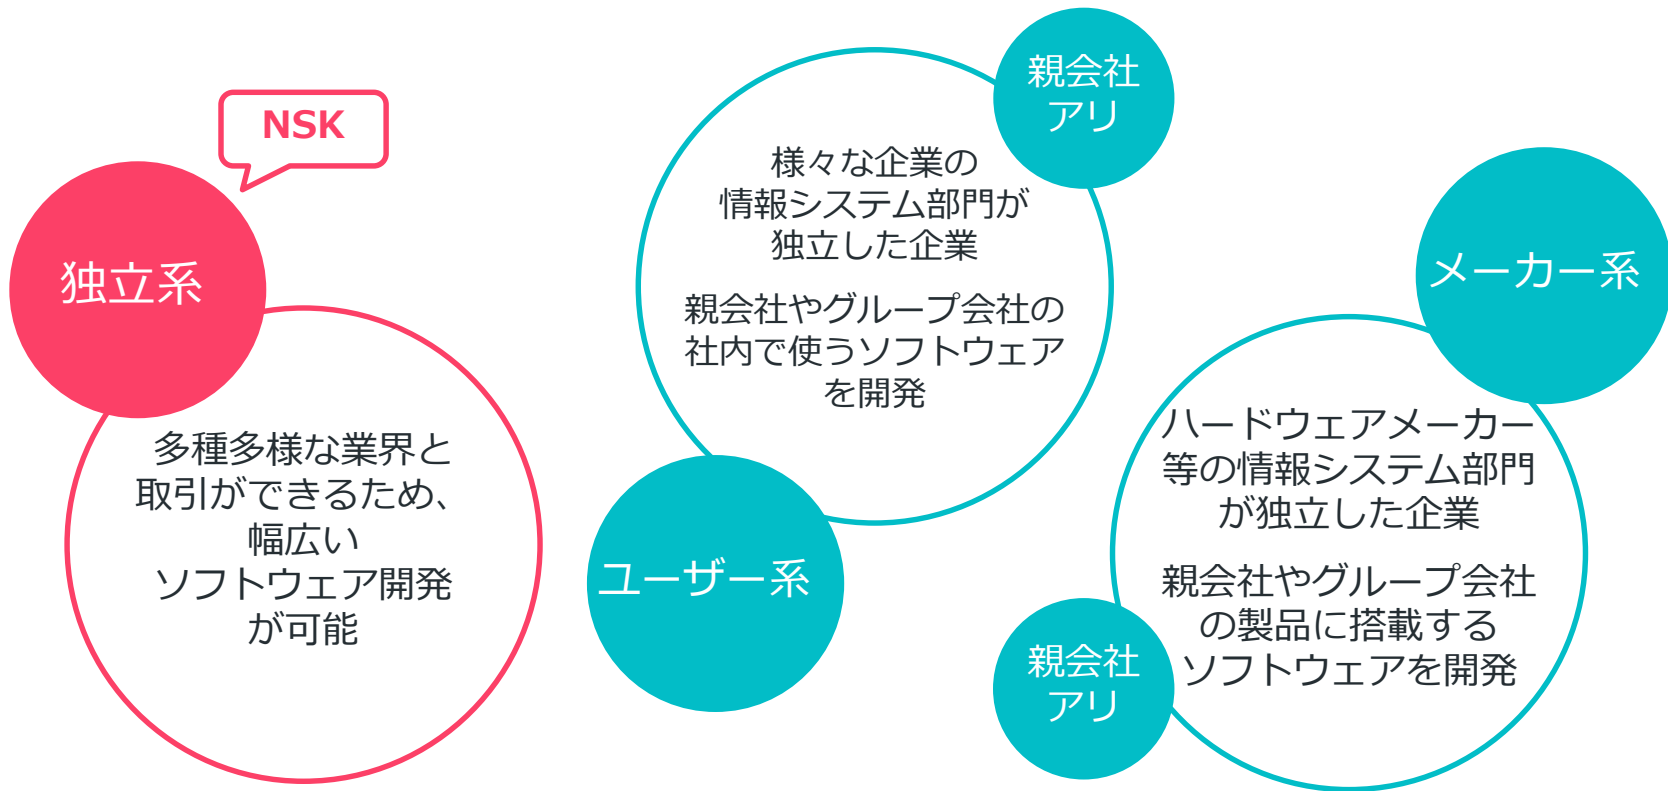 NSK
独立系
多種多様な業界と
取引ができるため、
幅広い
ソフトウェア開発
が可能
親会社
アリ
様々な企業の
情報システム部門が
独立した企業
親会社やグループ会社の
社内で使うソフトウェア
を開発
ユーザー系
メーカー系
ハードウェアメーカー
等の情報システム部門
が独立した企業
親会社やグループ会社
の製品に搭載する
ソフトウェアを開発
親会社
アリ